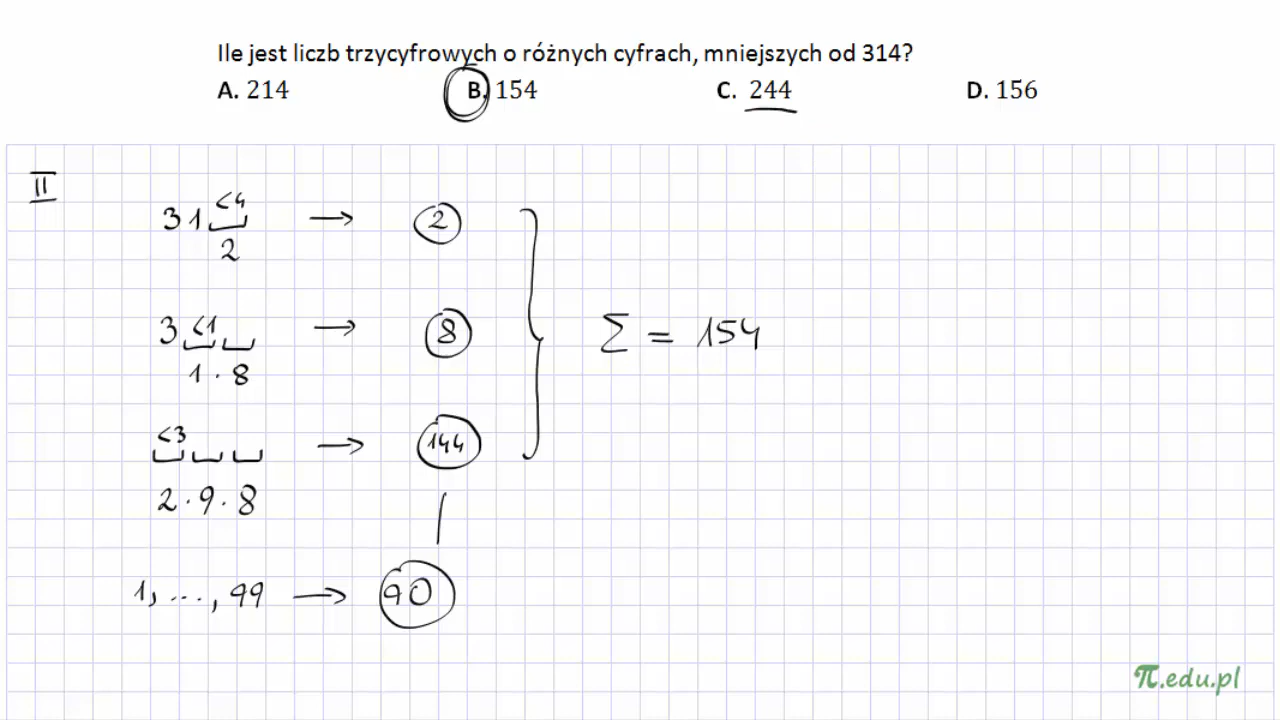 Ile jest liczb trzycyfrowych o różnych cyfrach, mniejszych od 314?
A. 214 B. 154 C. 244 D. 156
II
<4
31 → 2
2
<1
3 → 8
1 · 8
Σ = 154
<3
→ 144
2 · 9 · 8
1, ..., 99 → 90
π.edu.pl